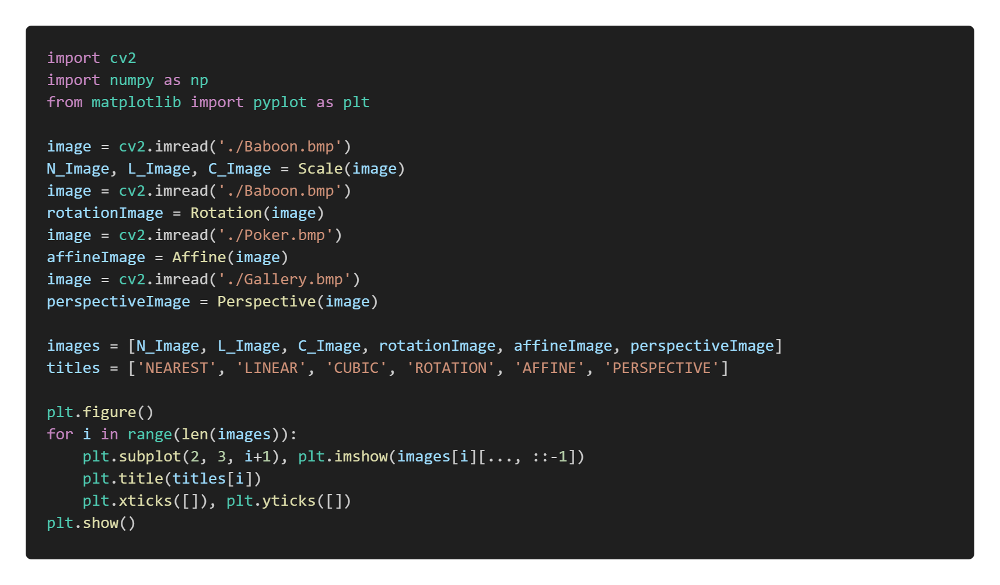 import cv2
import numpy as np
from matplotlib import pyplot as plt

image = cv2.imread('./Baboon.bmp')
N_Image, L_Image, C_Image = Scale(image)
image = cv2.imread('./Baboon.bmp')
rotationImage = Rotation(image)
image = cv2.imread('./Poker.bmp')
affineImage = Affine(image)
image = cv2.imread('./Gallery.bmp')
perspectiveImage = Perspective(image)

images = [N_Image, L_Image, C_Image, rotationImage, affineImage, perspectiveImage]
titles = ['NEAREST', 'LINEAR', 'CUBIC', 'ROTATION', 'AFFINE', 'PERSPECTIVE']

plt.figure()
for i in range(len(images)):
    plt.subplot(2, 3, i+1), plt.imshow(images[i][..., ::-1])
    plt.title(titles[i])
    plt.xticks([]), plt.yticks([])
plt.show()